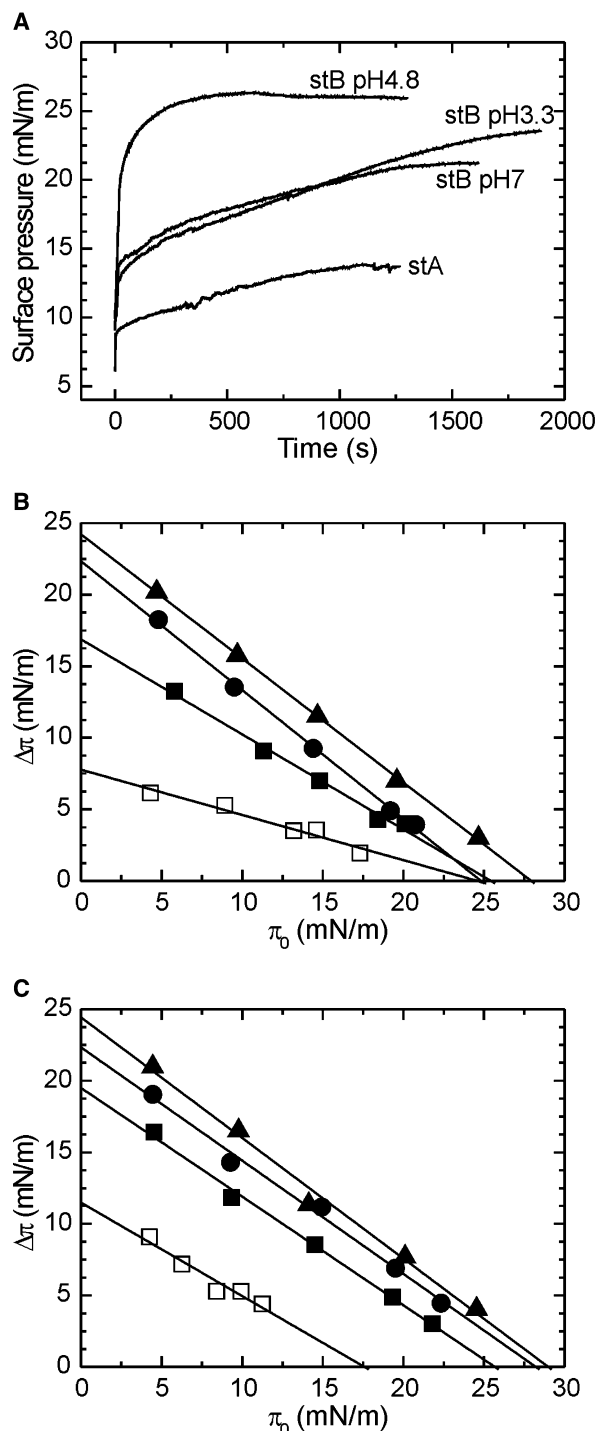 A
30
25
20
15
10
5
Surface pressure (mN/m)
stB pH4.8
stB pH3.3
stB pH7
stA
0 500 1000 1500 2000
Time (s)
B
25
20
15
10
5
0
Δπ (mN/m)
0 5 10 15 20 25 30
π0 (mN/m)
C
25
20
15
10
5
0
Δπ (mN/m)
0 5 10 15 20 25 30
π0 (mN/m)